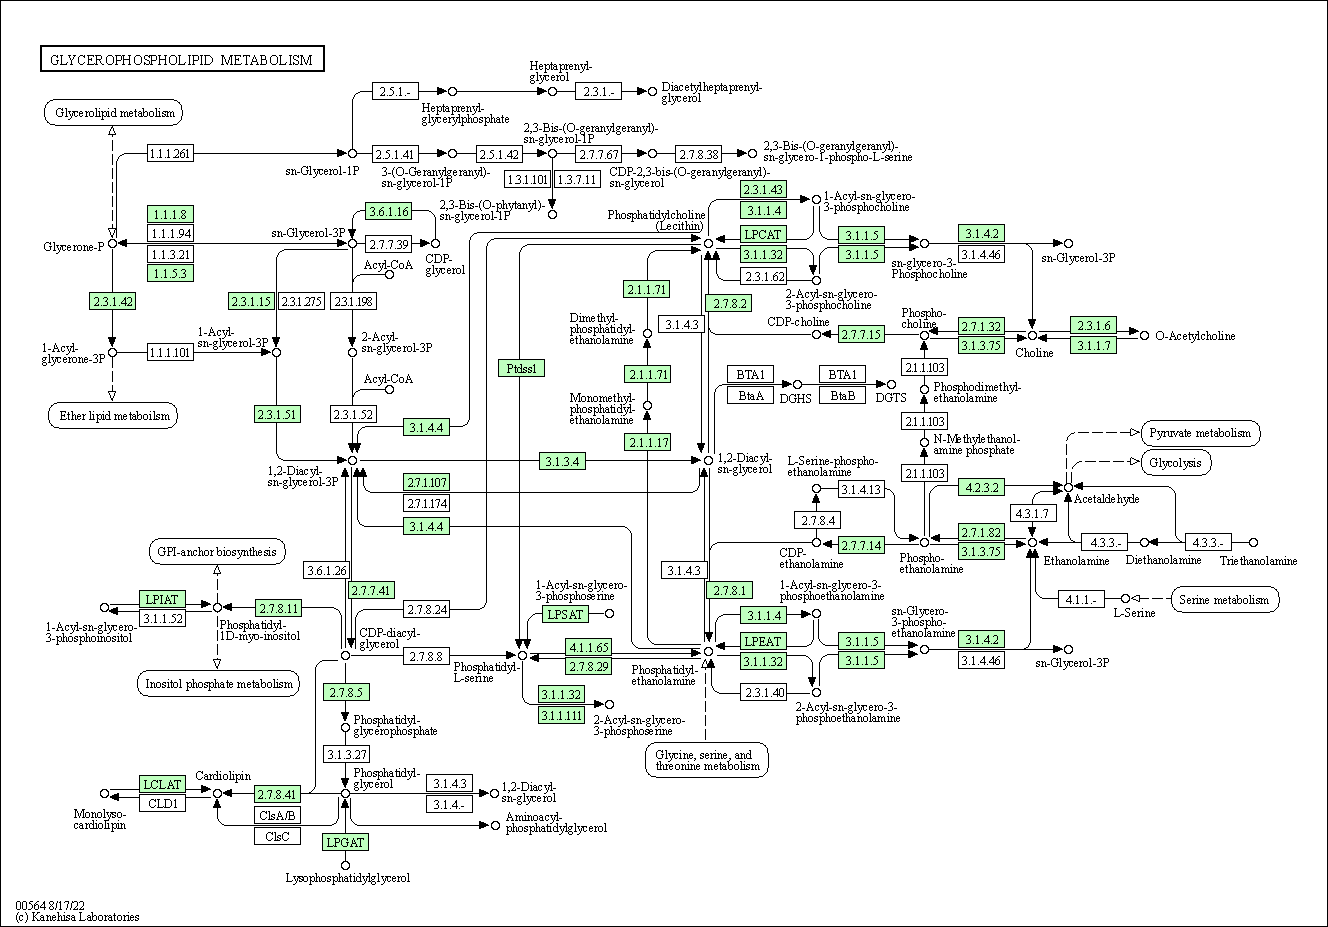 GLYCEROPHOSPHOLIPID METABOLISM
Heptaprenyl-
glycerol
2.5.1.-
2.3.1.-
Diacetylheptaprenyl-
glycerol
Heptaprenyl-
glycerylphosphate
Glycerolipid metabolism
2,3-Bis-(O-geranylgeranyl)-
sn-glycerol-1P
1.1.1.261
2.5.1.41
2.5.1.42
2.7.7.67
2.7.8.38
2,3-Bis-(O-geranylgeranyl)-
sn-glycero-1-phospho-L-serine
sn-Glycerol-1P
3-(O-Geranylgeranyl)-
sn-glycerol-1P
1.3.1.101
1.3.7.11
CDP-2,3-bis-(O-geranylgeranyl)-
sn-glycerol
2,3-Bis-(O-phytanyl)-
sn-glycerol-1P
1.1.1.8
1.1.1.94
1.1.3.21
1.1.5.3
Glycerone-P
sn-Glycerol-3P
3.6.1.16
2.7.7.39
CDP-
glycerol
Acyl-CoA
Phosphatidylcholine
(Lecithin)
2.3.1.43
3.1.1.4
LPCAT
3.1.1.32
2.3.1.62
1-Acyl-sn-glycero-
3-phosphocholine
3.1.1.5
3.1.1.5
sn-glycero-3-
Phosphocholine
3.1.4.2
3.1.4.46
sn-Glycerol-3P
2-Acyl-sn-glycero-
3-phosphocholine
2.3.1.42
2.3.1.15
2.3.1.275
2.3.1.198
2.1.1.71
2.7.8.2
3.1.4.3
Dimethyl-
phosphatidyl-
ethanolamine
CDP-choline
2.7.7.15
Phospho-
choline
2.7.1.32
3.1.3.75
Choline
2.3.1.6
3.1.1.7
O-Acetylcholine
1-Acyl-
glycerone-3P
1.1.1.101
1-Acyl-
sn-glycerol-3P
2-Acyl-
sn-glycerol-3P
Acyl-CoA
Ptdss1
2.1.1.71
BTA1
BtaA
DGHS
BTA1
BtaB
DGTS
2.1.1.103
Phosphodimethyl-
ethanolamine
Ether lipid metaboilsm
2.3.1.51
2.3.1.52
3.1.4.4
Monomethyl-
phosphatidyl-
ethanolamine
2.1.1.17
2.1.1.103
N-Methylethanol-
amine phosphate
2.1.1.103
Pyruvate metabolism
Glycolysis
1,2-Diacyl-
sn-glycerol-3P
3.1.3.4
1,2-Diacyl-
sn-glycerol
2.7.1.107
2.7.1.174
3.1.4.4
L-Serine-phospho-
ethanolamine
3.1.4.13
2.7.8.4
4.2.3.2
Acetaldehyde
4.3.1.7
CDP-
ethanolamine
2.7.7.14
Phospho-
ethanolamine
2.7.1.82
3.1.3.75
Ethanolamine
4.3.3.-
Diethanolamine
4.3.3.-
Triethanolamine
GPI-anchor biosynthesis
3.6.1.26
2.7.7.41
2.7.8.24
3.1.4.3
2.7.8.1
4.1.1.-
L-Serine
Serine metabolism
LPIAT
3.1.1.52
1-Acyl-sn-glycero-
3-phosphoinositol
2.7.8.11
Phosphatidyl-
1D-myo-inositol
Inositol phosphate metabolism
CDP-diacyl-
glycerol
1-Acyl-sn-glycero-
3-phosphoserine
LPSAT
2.7.8.8
Phosphatidyl-
L-serine
4.1.1.65
2.7.8.29
Phosphatidyl-
ethanolamine
3.1.1.32
3.1.1.111
2-Acyl-sn-glycero-
3-phosphoserine
1-Acyl-sn-glycero-3-
phosphoethanolamine
3.1.1.4
LPEAT
3.1.1.32
2.3.1.40
3.1.1.5
3.1.1.5
sn-Glycero-
3-phospho-
ethanolamine
3.1.4.2
3.1.4.46
sn-Glycerol-3P
2-Acyl-sn-glycero-3-
phosphoethanolamine
Glycine, serine, and
threonine metabolism
2.7.8.5
Phosphatidyl-
glycerophosphate
3.1.3.27
Phosphatidyl-
glycerol
LCLAT
CLD1
Monolyso-
cardiolipin
Cardiolipin
2.7.8.41
ClsA/B
ClsC
3.1.4.3
3.1.4.-
1,2-Diacyl-
sn-glycerol
Aminoacyl-
phosphatidylglycerol
LPGAT
Lysophosphatidylglycerol
00564 8/17/22
(c) Kanehisa Laboratories